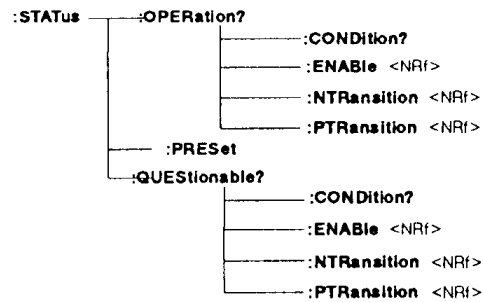 :STATus :OPERation?
:CONDition?
:ENABle <NRf>
:NTRansition <NRf>
:PTRansition <NRf>
:PRESet
:QUEStionable?
:CONDition?
:ENABle <NRf>
:NTRansition <NRf>
:PTRansition <NRf>